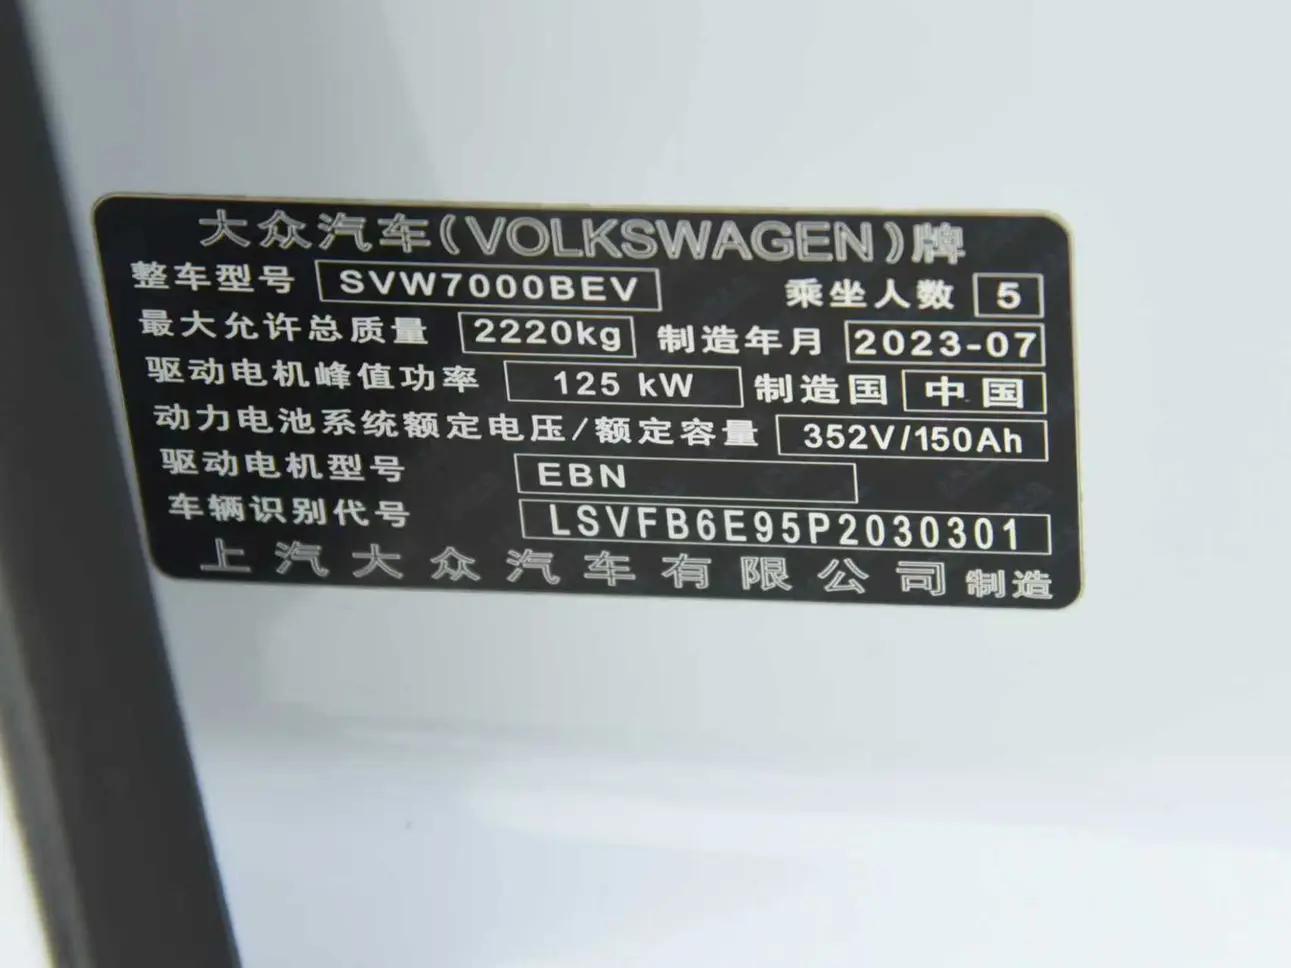 大众汽车(VOLKSWAGEN)牌
整车型号 SVW7000BEV 乘坐人数 5
最大允许总质量 2220kg 制造年月 2023-07
驱动电机峰值功率 125 kW 制造国 中国
动力电池系统额定电压/额定容量 352V/150Ah
驱动电机型号 EBN
车辆识别代号 LSVFB6E95P2030301
上汽大众汽车有限公司 制造